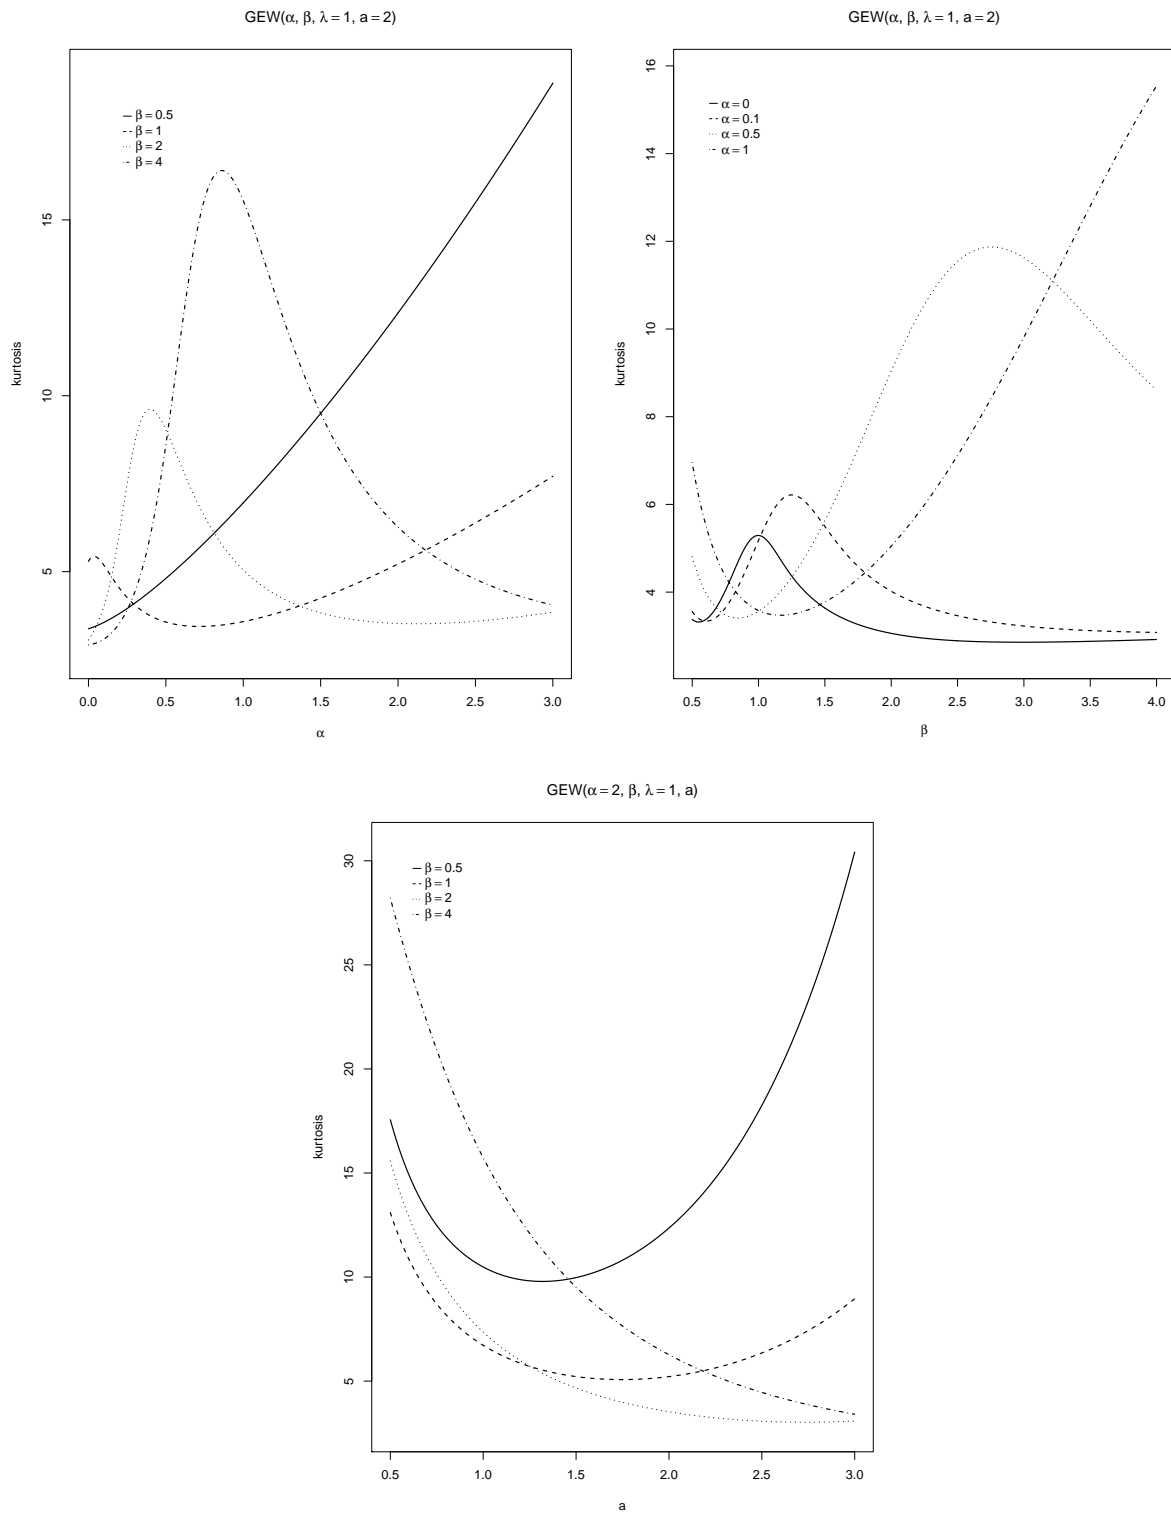 GEW(α, β, λ = 1, a = 2)
β = 0.5
β = 1
β = 2
β = 4
15
10
5
kurtosis
0.0 0.5 1.0 1.5 2.0 2.5 3.0
α
GEW(α, β, λ = 1, a = 2)
α = 0
α = 0.1
α = 0.5
α = 1
16
14
12
10
8
6
4
kurtosis
0.5 1.0 1.5 2.0 2.5 3.0 3.5 4.0
β
GEW(α = 2, β, λ = 1, a)
β = 0.5
β = 1
β = 2
β = 4
30
25
20
15
10
5
kurtosis
0.5 1.0 1.5 2.0 2.5 3.0
a